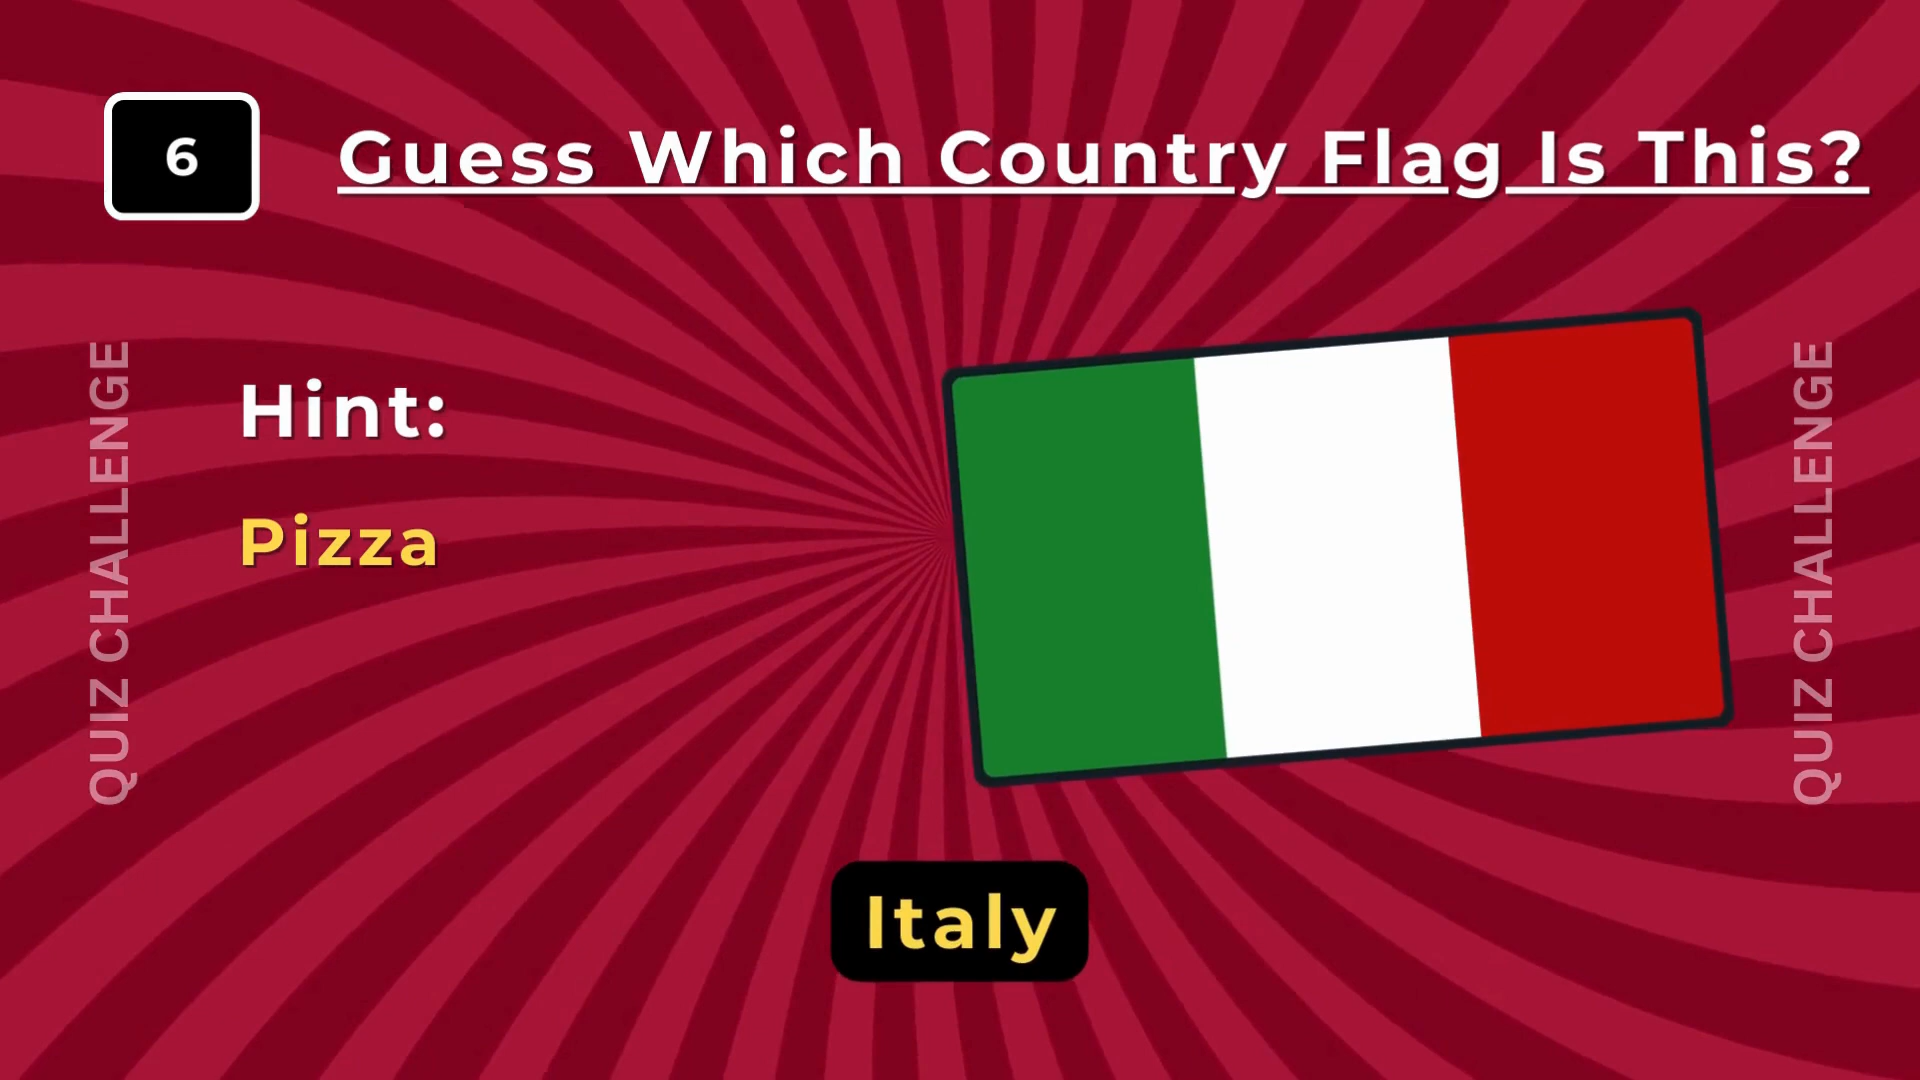 6
Guess Which Country Flag Is This?
QUIZ CHALLENGE
Hint:
Pizza
QUIZ CHALLENGE
Italy